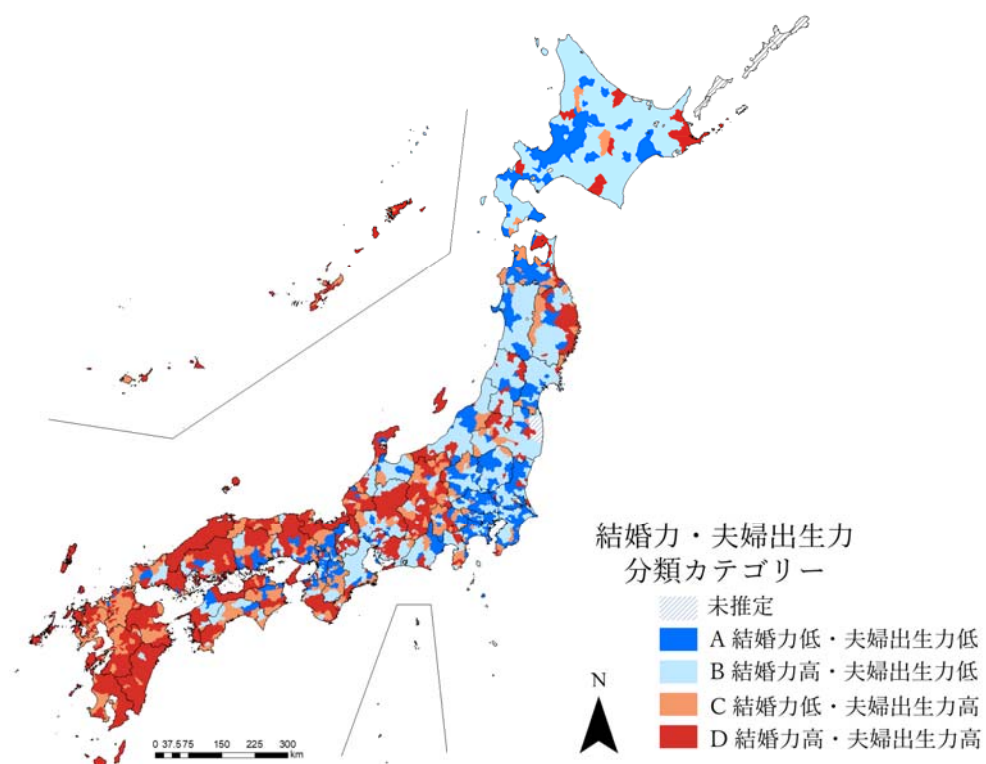 結婚力・夫婦出生力
分類カテゴリー
未推定
A 結婚力低・夫婦出生力低
B 結婚力高・夫婦出生力低
C 結婚力低・夫婦出生力高
D 結婚力高・夫婦出生力高
N
0 37.575 150 225 300
km